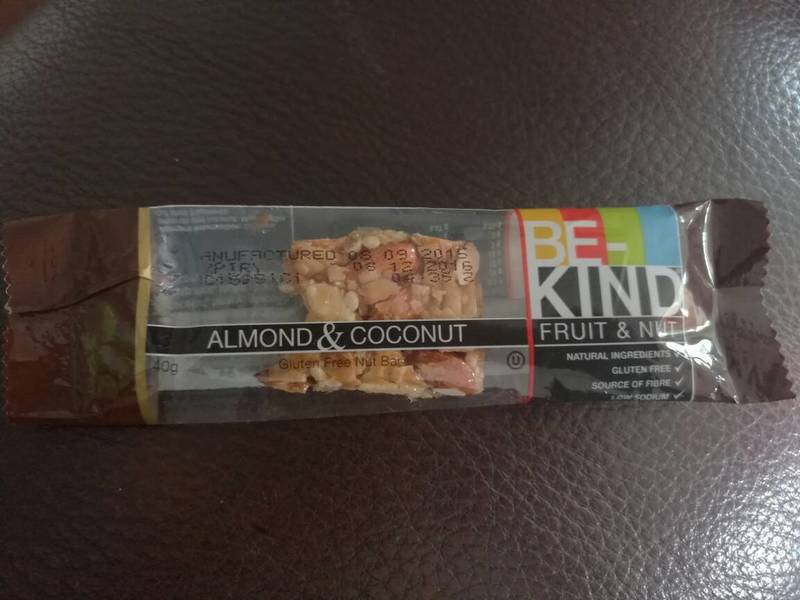 ANUFACTURED 08 09 2015
PIRY 08 12 2016
ALMOND & COCONUT
40g
Gluten Free Nut Bar
U
BE-
KIND
FRUIT & NUT
NATURAL INGREDIENTS ✓
GLUTEN FREE ✓
SOURCE OF FIBRE ✓
LOW SODIUM ✓